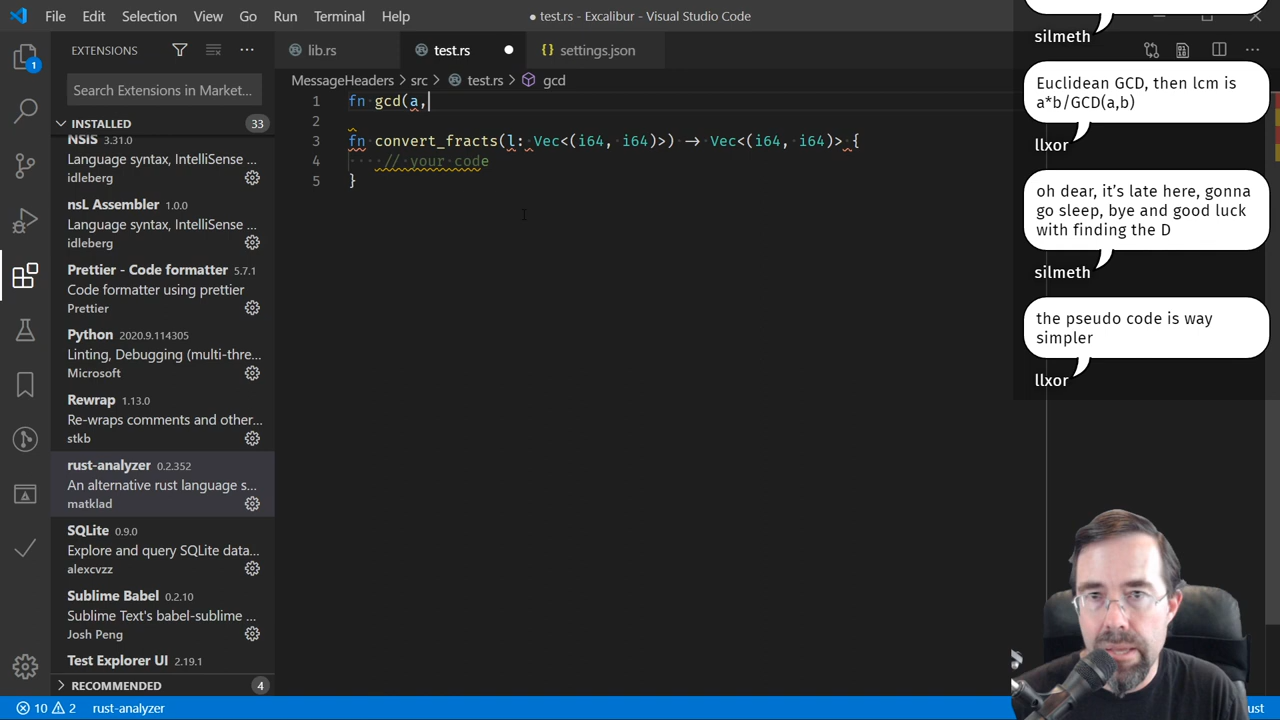 File Edit Selection View Go Run Terminal Help
● test.rs - Excalibur - Visual Studio Code
EXTENSIONS
1
Search Extensions in Market...
INSTALLED 33
NSIS 3.31.0
Language syntax, IntelliSense ...
idleberg
nsL Assembler 1.0.0
Language syntax, IntelliSense ...
idleberg
Prettier - Code formatter 5.7.1
Code formatter using prettier
Prettier
Python 2020.9.114305
Linting, Debugging (multi-thre...
Microsoft
Rewrap 1.13.0
Re-wraps comments and other...
stkb
rust-analyzer 0.2.352
An alternative rust language s...
matklad
SQLite 0.9.0
Explore and query SQLite data...
alexcvzz
Sublime Babel 0.2.10
Sublime Text's babel-sublime ...
Josh Peng
Test Explorer UI 2.19.1
RECOMMENDED 4
lib.rs test.rs ● settings.json
MessageHeaders > src > test.rs > gcd
1 fn gcd(a,
2
3 fn convert_fracts(l: Vec<(i64, i64)>) -> Vec<(i64, i64)> {
4 // your code
5 }
silmeth
Euclidean GCD, then lcm is
a*b/GCD(a,b)
llxor
oh dear, it's late here, gonna
go sleep, bye and good luck
with finding the D
silmeth
the pseudo code is way
simpler
llxor
10 2 rust-analyzer